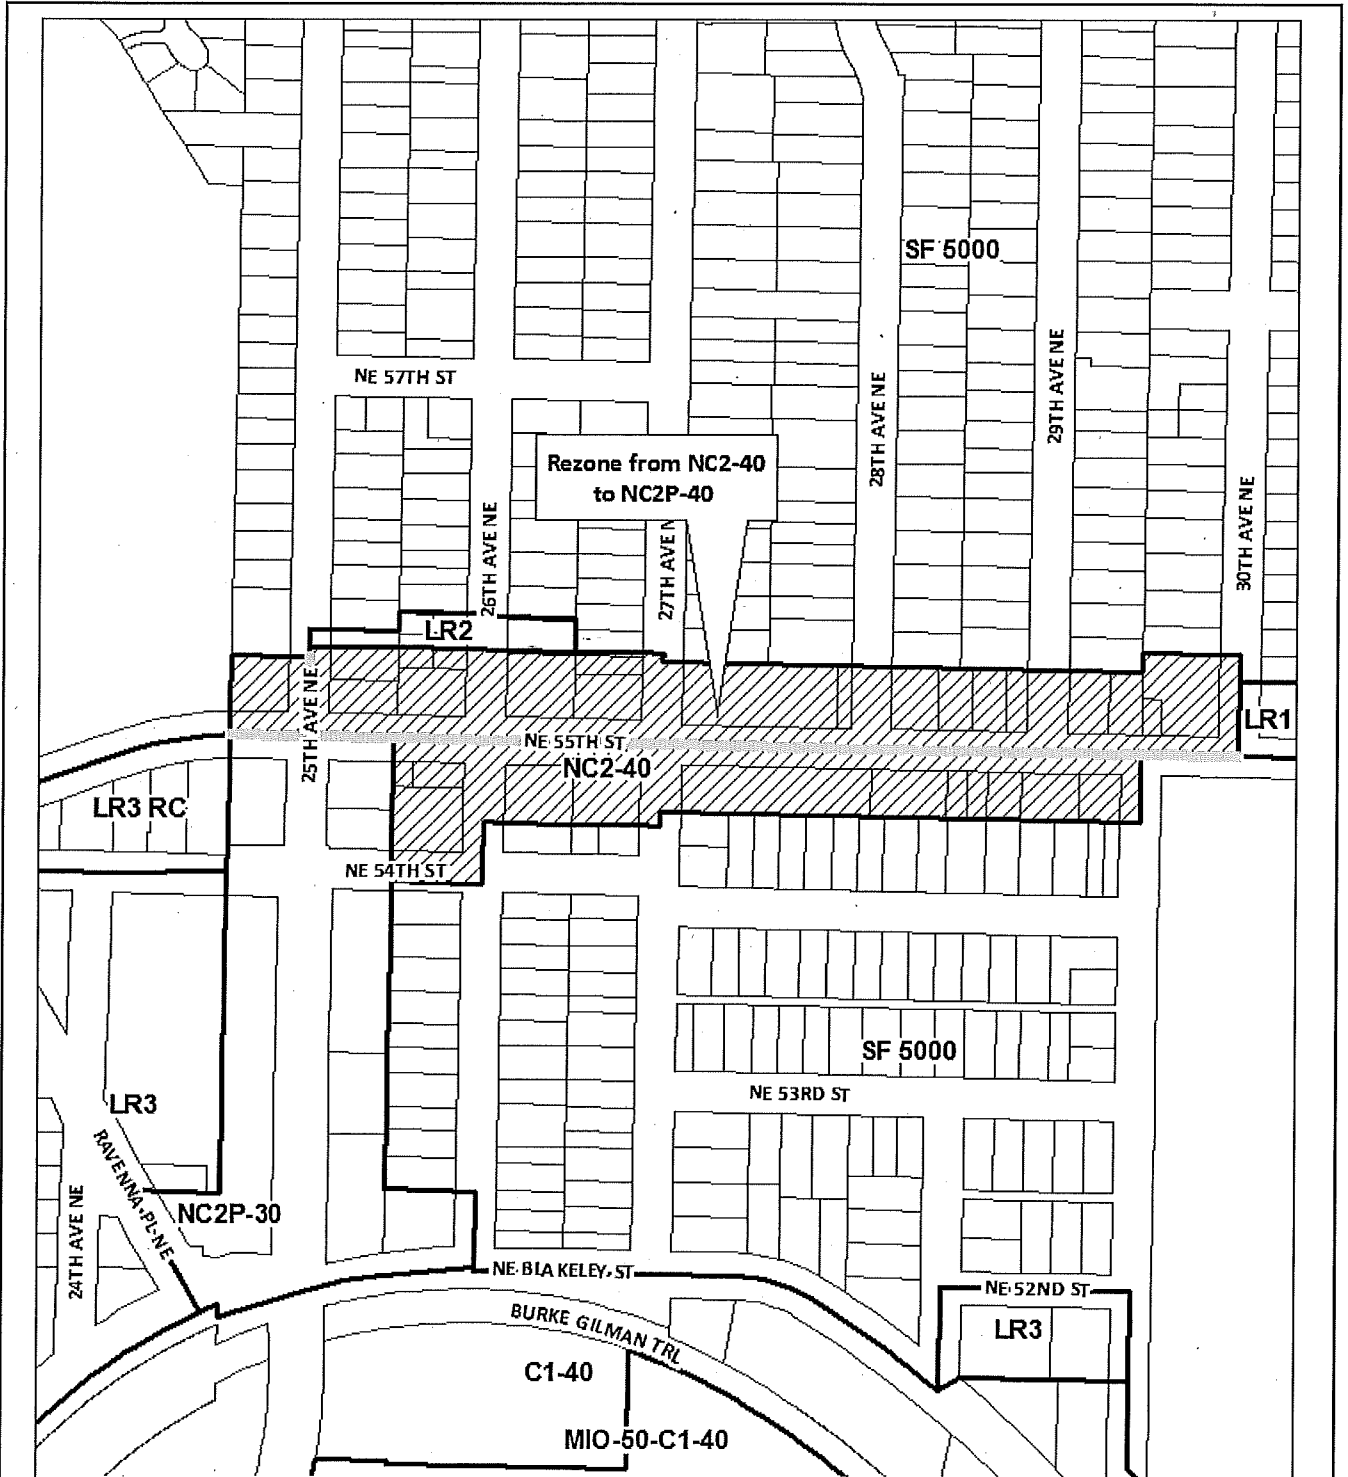 SF 5000
29TH AVE NE
28TH AVE NE
NE 57TH ST
Rezone from NC2-40
to NC2P-40
26TH AVE NE
27TH AVE N
30TH AVE NE
LR2
25TH AVE NE
LR1
NE 55TH ST
NC2-40
LR3 RC
NE 54TH ST
SF 5000
NE 53RD ST
LR3
RAVENNA PL NE
24TH AVE NE
NC2P-30
NE BLAKELEY ST
NE 52ND ST
BURKE GILMAN TRL
LR3
C1-40
MIO-50-C1-40